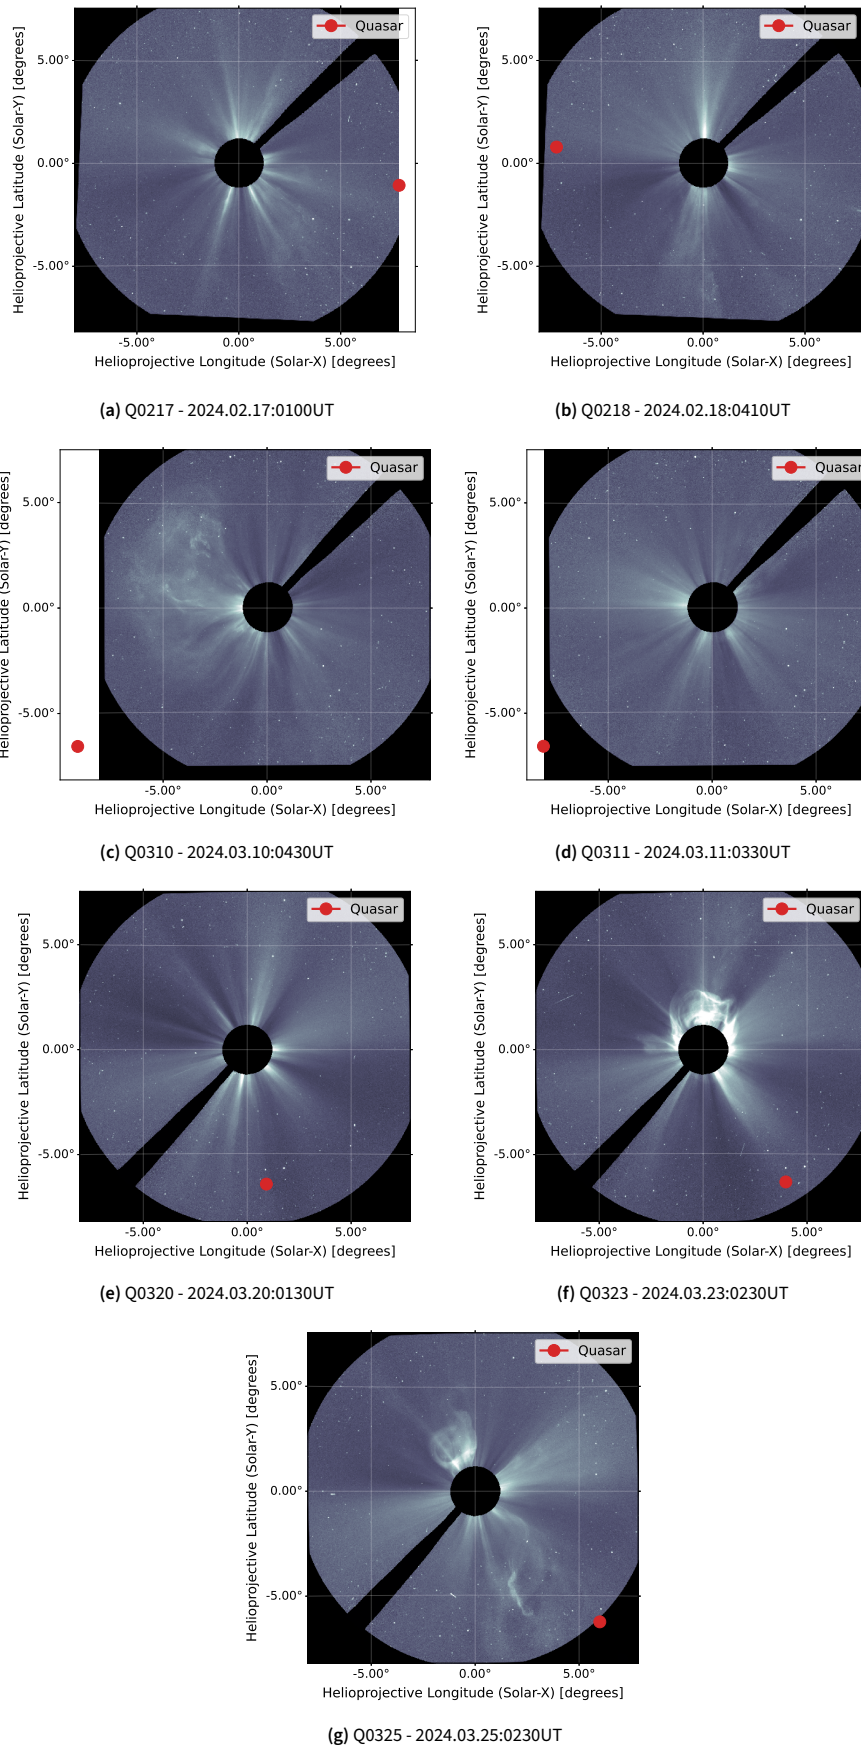 Quasar
Helioprojective Latitude (Solar-Y) [degrees]
5.00°
0.00°
-5.00°
-5.00° 0.00° 5.00°
Helioprojective Longitude (Solar-X) [degrees]
(a) Q0217 - 2024.02.17:0100UT
Quasar
Helioprojective Latitude (Solar-Y) [degrees]
5.00°
0.00°
-5.00°
-5.00° 0.00° 5.00°
Helioprojective Longitude (Solar-X) [degrees]
(b) Q0218 - 2024.02.18:0410UT
Quasar
Helioprojective Latitude (Solar-Y) [degrees]
5.00°
0.00°
-5.00°
-5.00° 0.00° 5.00°
Helioprojective Longitude (Solar-X) [degrees]
(c) Q0310 - 2024.03.10:0430UT
Quasar
Helioprojective Latitude (Solar-Y) [degrees]
5.00°
0.00°
-5.00°
-5.00° 0.00° 5.00°
Helioprojective Longitude (Solar-X) [degrees]
(d) Q0311 - 2024.03.11:0330UT
Quasar
Helioprojective Latitude (Solar-Y) [degrees]
5.00°
0.00°
-5.00°
-5.00° 0.00° 5.00°
Helioprojective Longitude (Solar-X) [degrees]
(e) Q0320 - 2024.03.20:0130UT
Quasar
Helioprojective Latitude (Solar-Y) [degrees]
5.00°
0.00°
-5.00°
-5.00° 0.00° 5.00°
Helioprojective Longitude (Solar-X) [degrees]
(f) Q0323 - 2024.03.23:0230UT
Quasar
Helioprojective Latitude (Solar-Y) [degrees]
5.00°
0.00°
-5.00°
-5.00° 0.00° 5.00°
Helioprojective Longitude (Solar-X) [degrees]
(g) Q0325 - 2024.03.25:0230UT